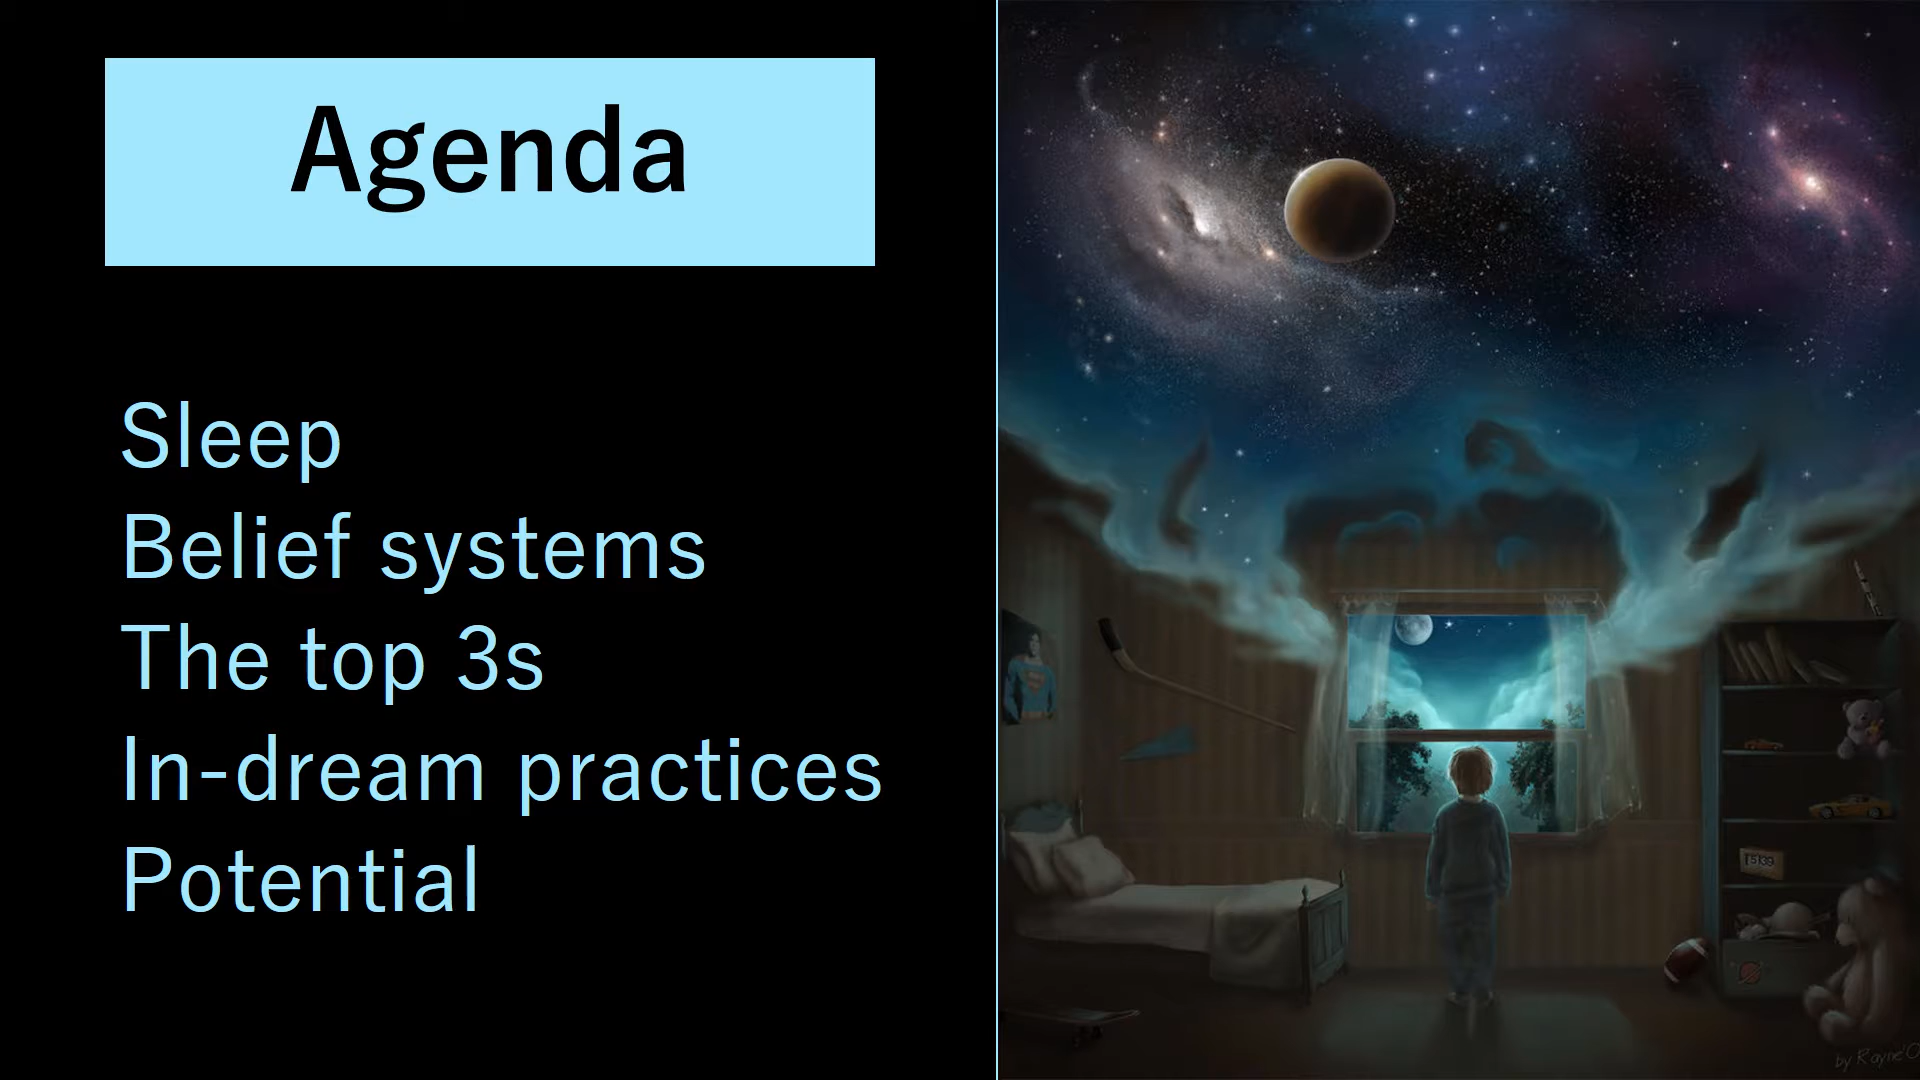 Agenda
Sleep
Belief systems
The top 3s
In-dream practices
Potential